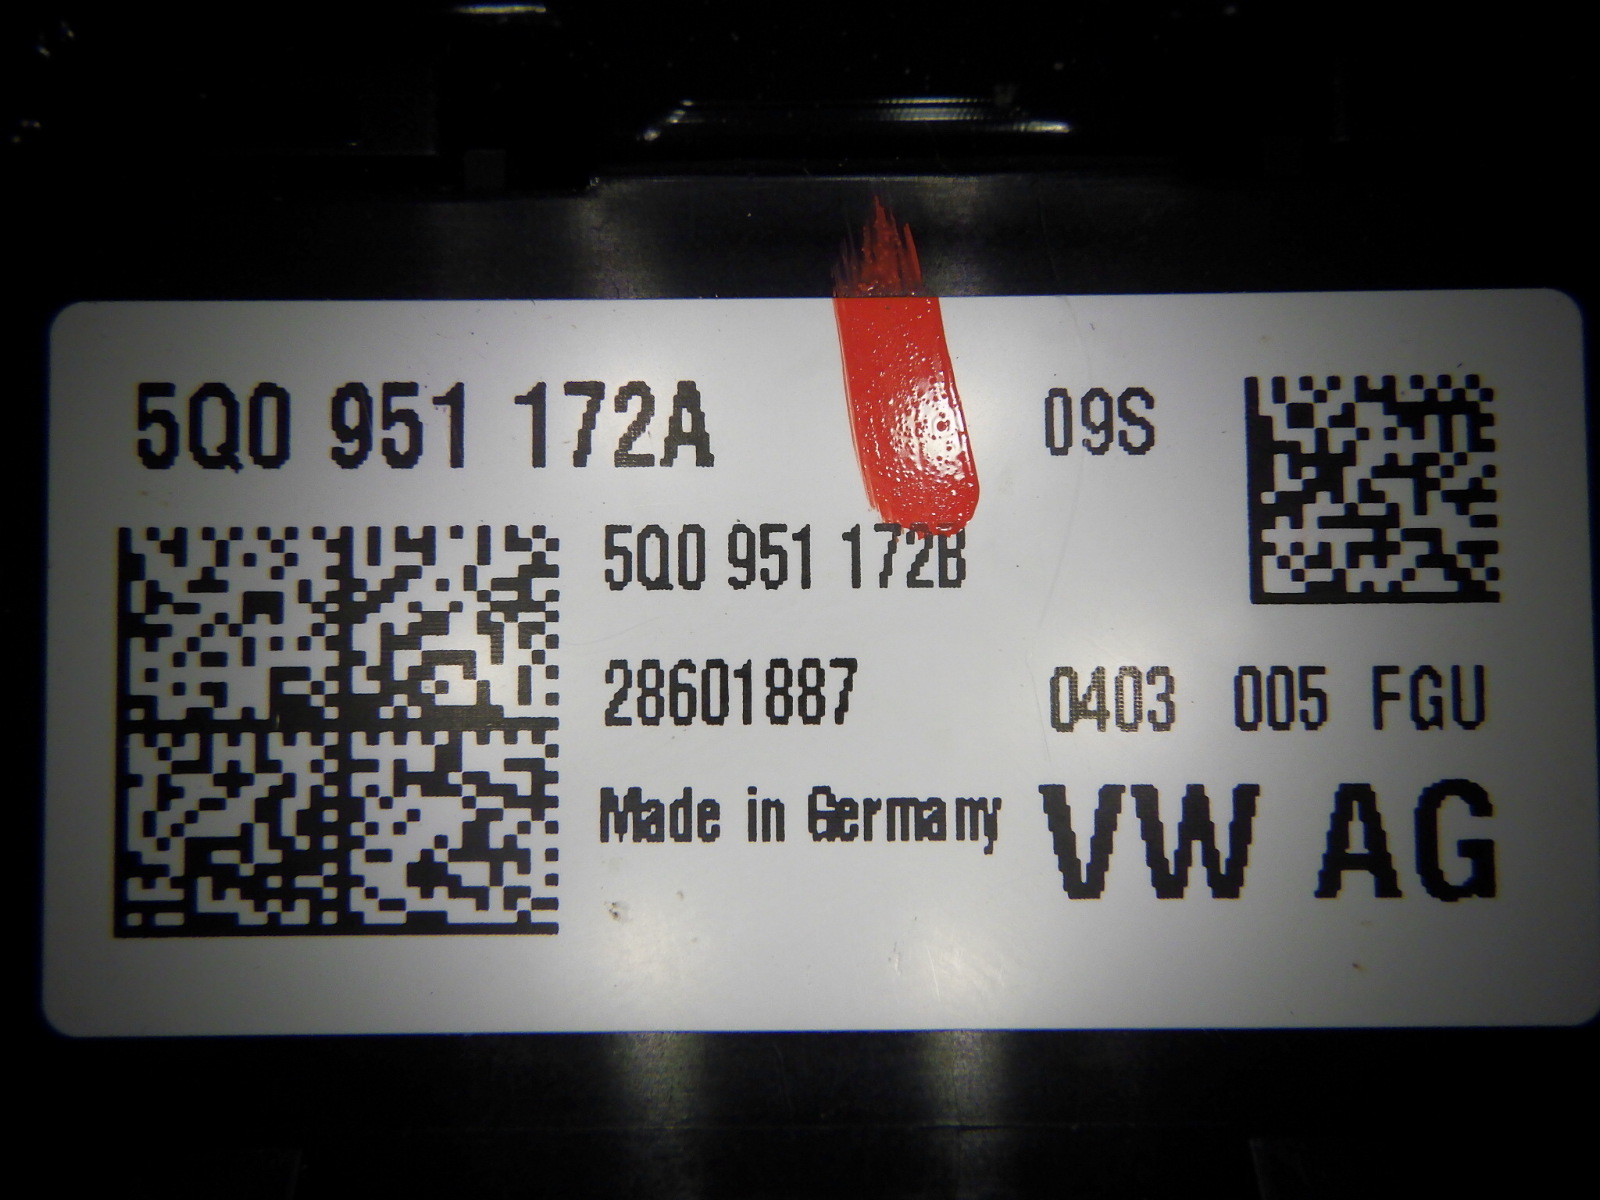 5Q0 951 172A 09S
5Q0 951 172B
28601887 0403 005 FGU
Made in Germany VW AG